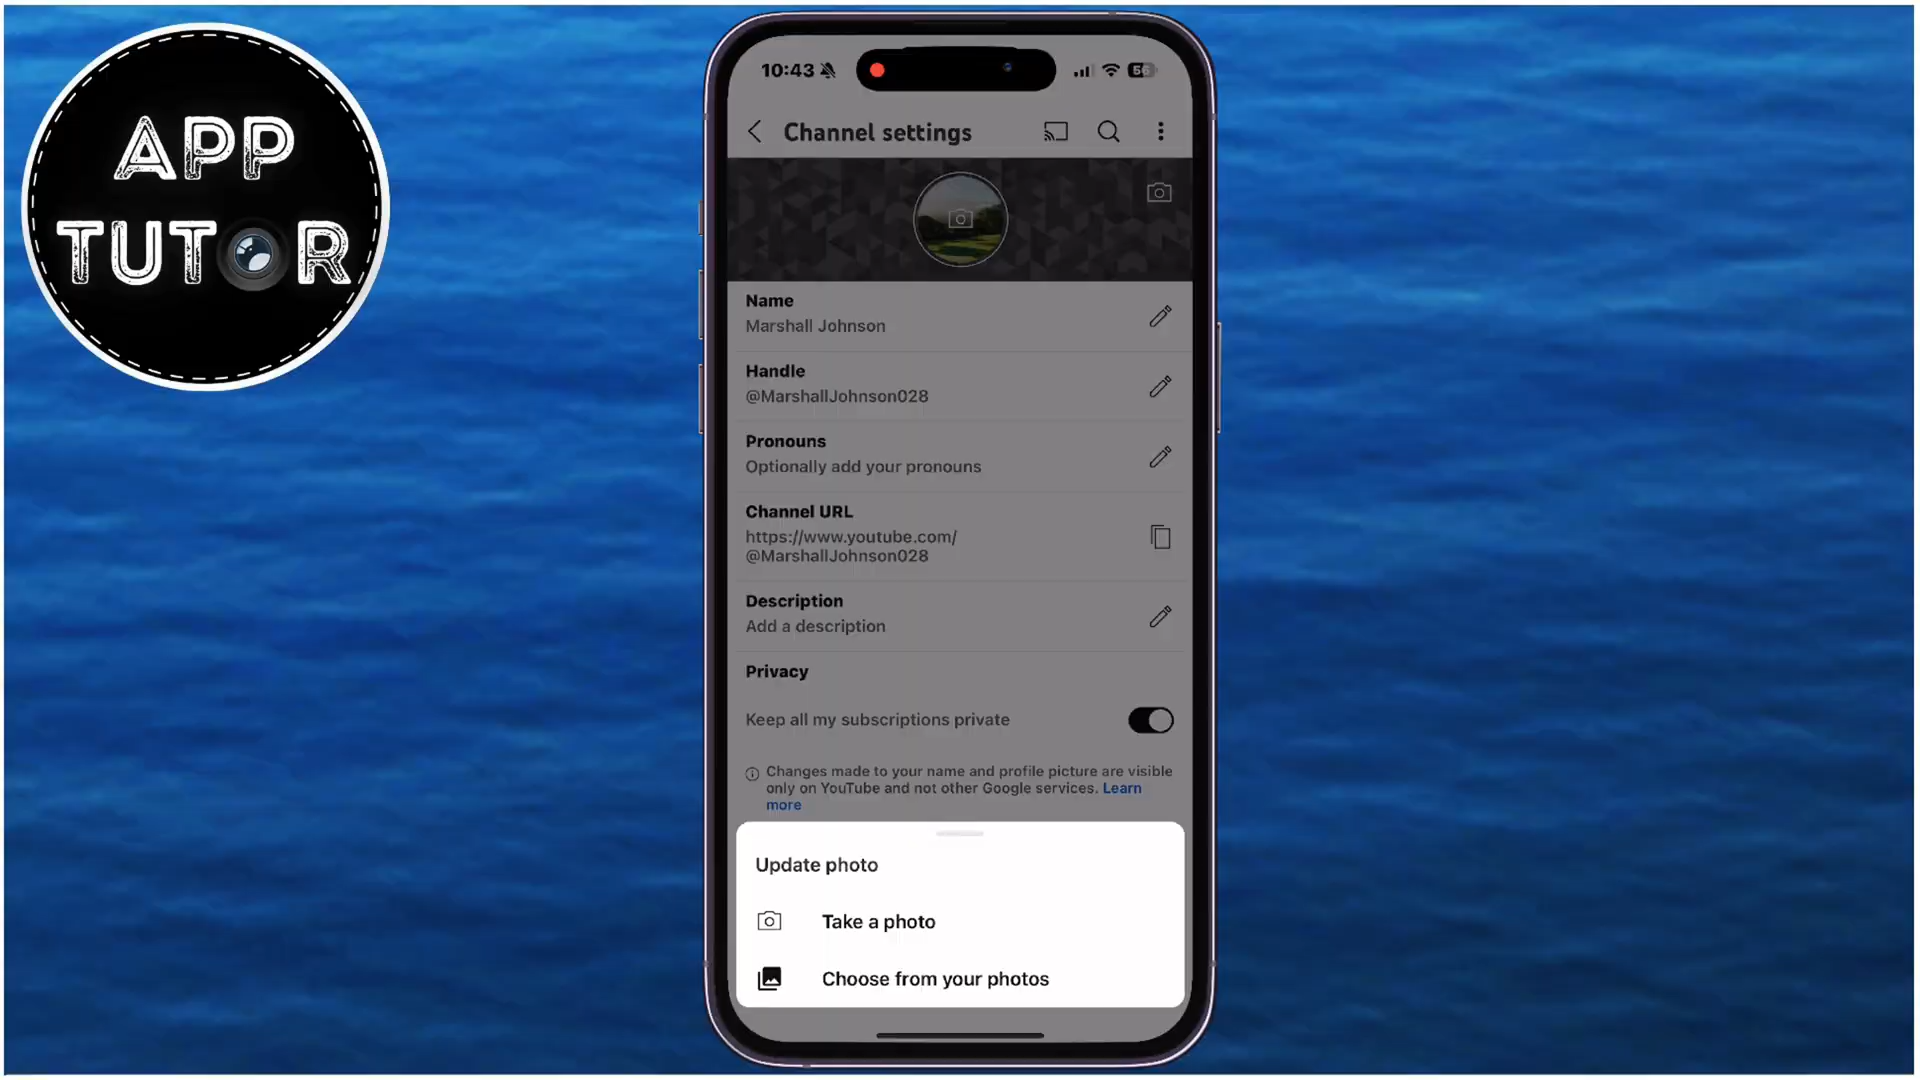 APP
TUTOR
10:43
56
Channel settings
Name
Marshall Johnson
Handle
@MarshallJohnson028
Pronouns
Optionally add your pronouns
Channel URL
https://www.youtube.com/
@MarshallJohnson028
Description
Add a description
Privacy
Keep all my subscriptions private
Changes made to your name and profile picture are visible
only on YouTube and not other Google services. Learn
more
Update photo
Take a photo
Choose from your photos